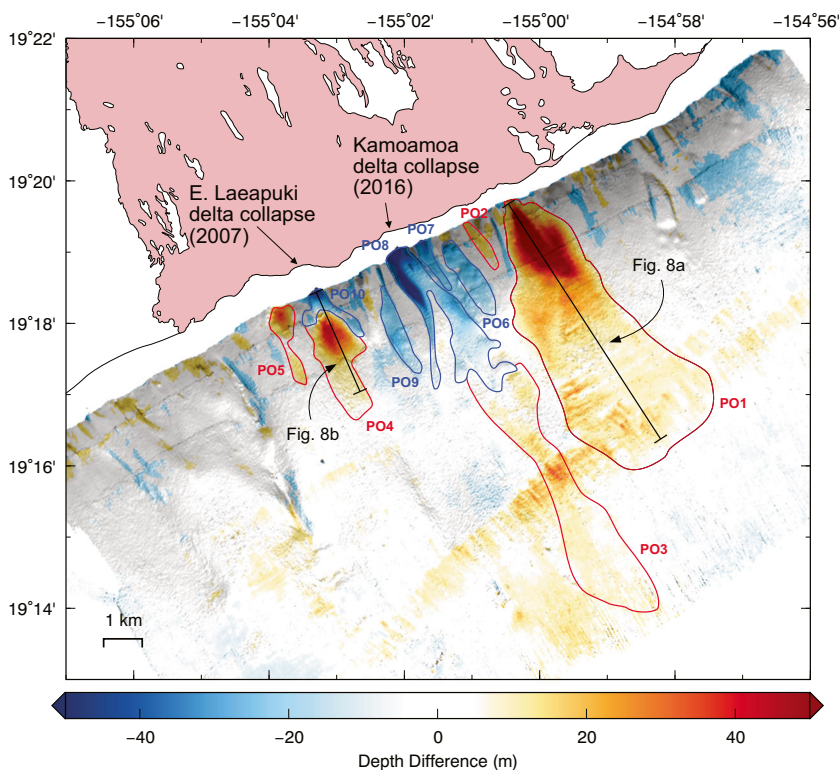 −155°06' −155°04' −155°02' −155°00' −154°58' −154°56'
19°22'
19°20'
19°18'
19°16'
19°14'
Kamoamoa
delta collapse
(2016)
E. Laeapuki
delta collapse
(2007)
PO2
PO7
PO8
Fig. 8a
PO10
PO6
PO5
PO9
PO1
PO4
Fig. 8b
PO3
1 km
−40 −20 0 20 40
Depth Difference (m)